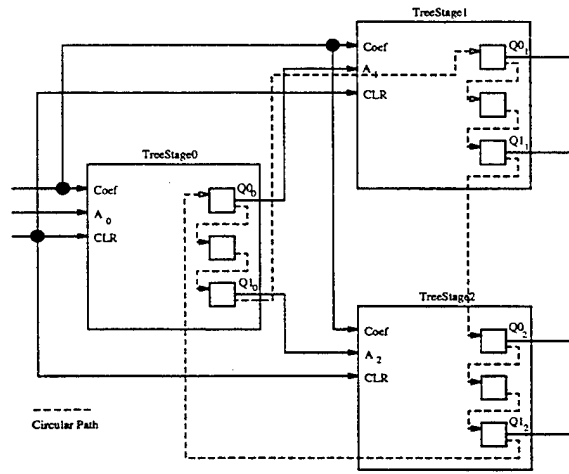 TreeStage1
Coef
A1
CLR
Q01
Q11
TreeStage0
Coef
A0
CLR
Q00
Q10
TreeStage2
Coef
A2
CLR
Q02
Q12
Circular Path